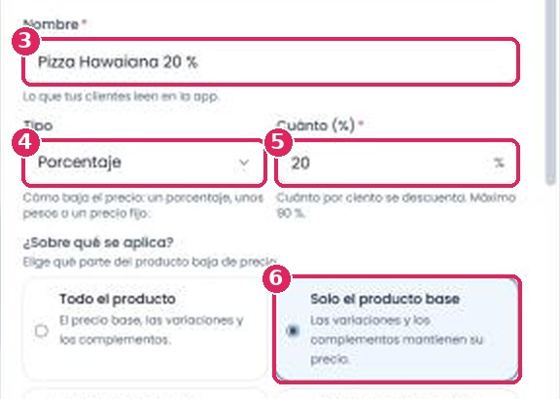 Nombre *
3
Pizza Hawaiana 20 %
Lo que tus clientes leen en la app.
Tipo
Cuánto (%) *
4
Porcentaje
5
20
%
Cómo baja el precio: un porcentaje, unos
pesos o un precio fijo.
Cuánto por ciento se descuenta. Máximo
90 %.
¿Sobre qué se aplica?
Elige qué parte del producto baja de precio.
6
Todo el producto
El precio base, las variaciones y
los complementos.
Solo el producto base
Las variaciones y los
complementos mantienen su
precio.